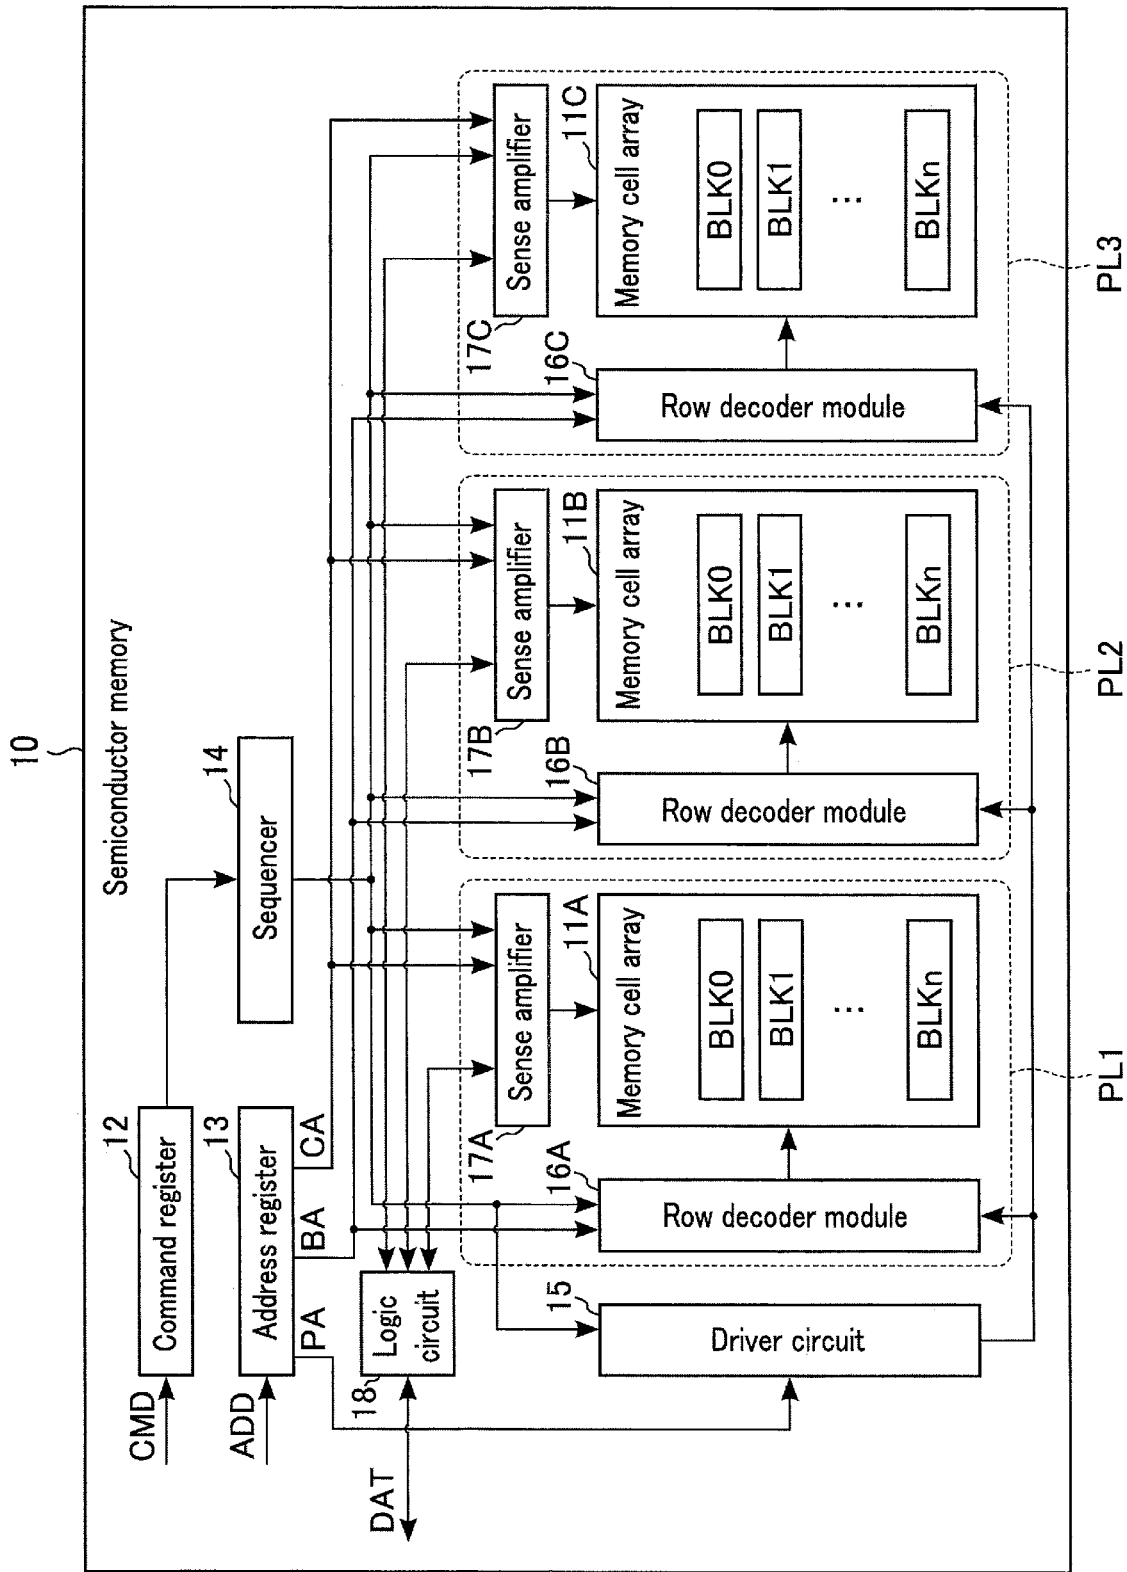 10
Semiconductor memory
CMD
Command register
12
ADD
Address register
13
PA
BA
CA
Sequencer
14
DAT
Logic circuit
18
Driver circuit
15
Row decoder module
16A
Sense amplifier
17A
Memory cell array
11A
BLK0
BLK1
...
BLKn
PL1
Row decoder module
16B
Sense amplifier
17B
Memory cell array
11B
BLK0
BLK1
...
BLKn
PL2
Row decoder module
16C
Sense amplifier
17C
Memory cell array
11C
BLK0
BLK1
...
BLKn
PL3